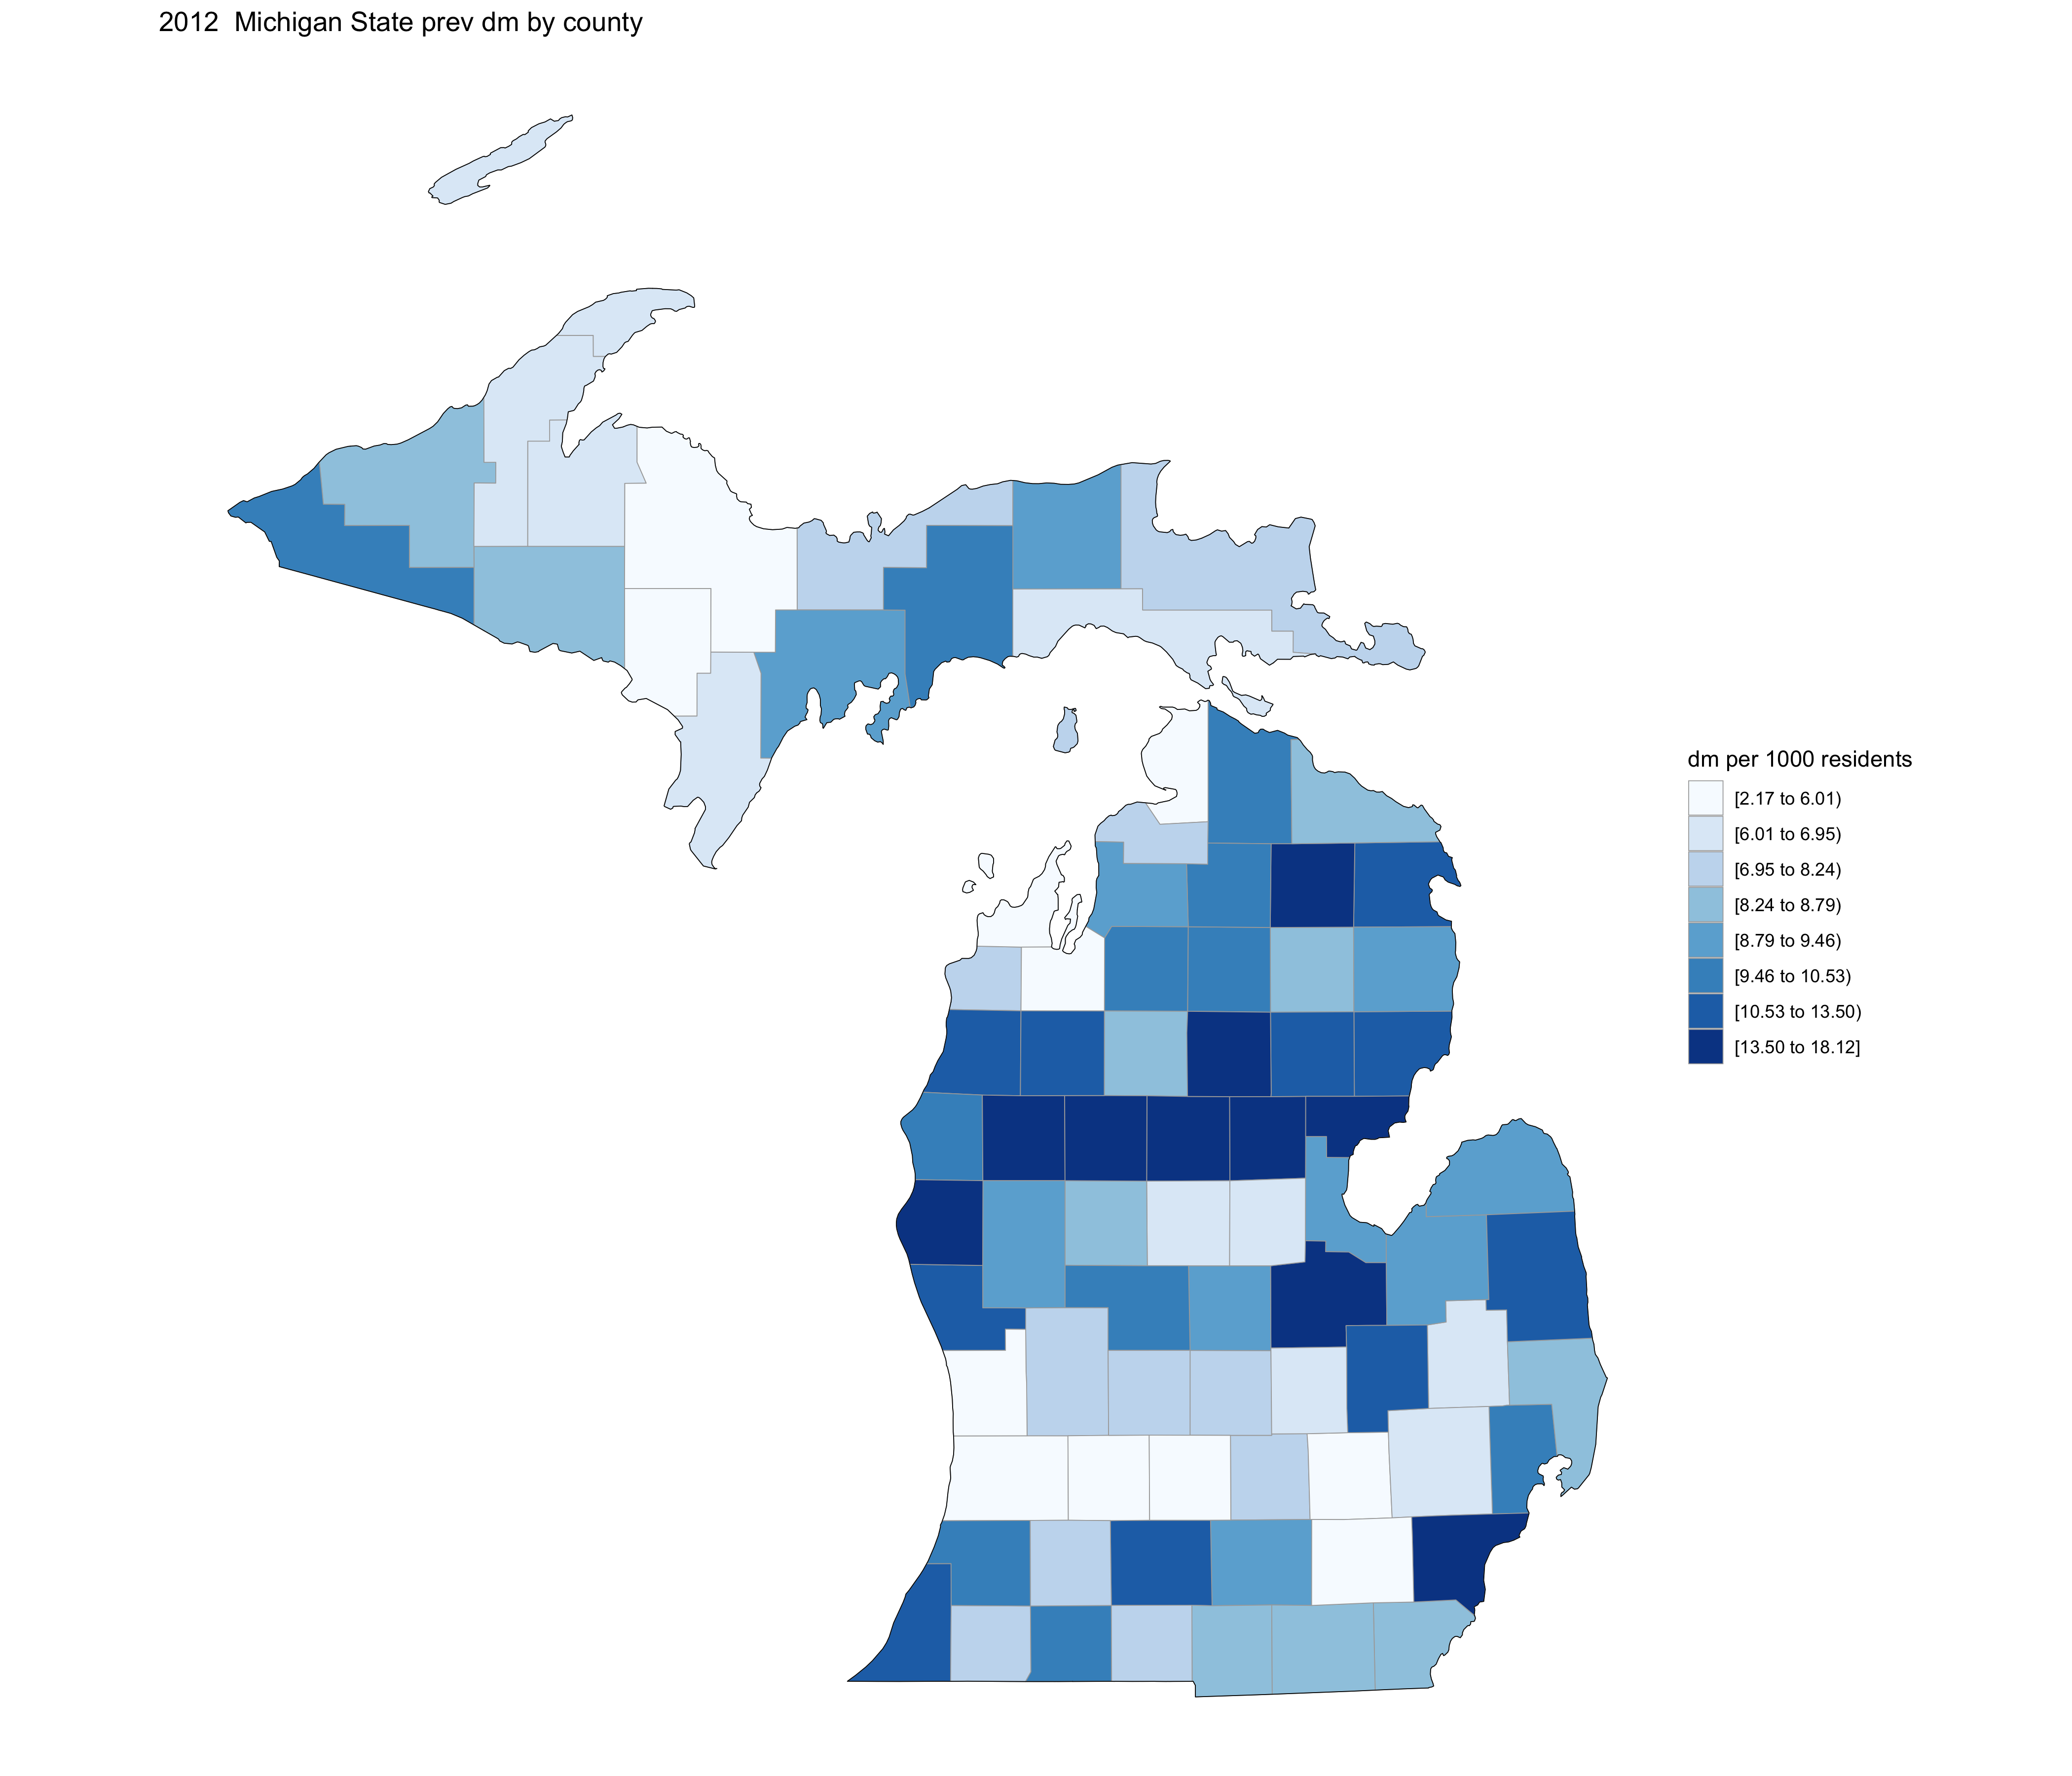 2012  Michigan State prev dm by county
dm per 1000 residents
[2.17 to 6.01)
[6.01 to 6.95)
[6.95 to 8.24)
[8.24 to 8.79)
[8.79 to 9.46)
[9.46 to 10.53)
[10.53 to 13.50)
[13.50 to 18.12]